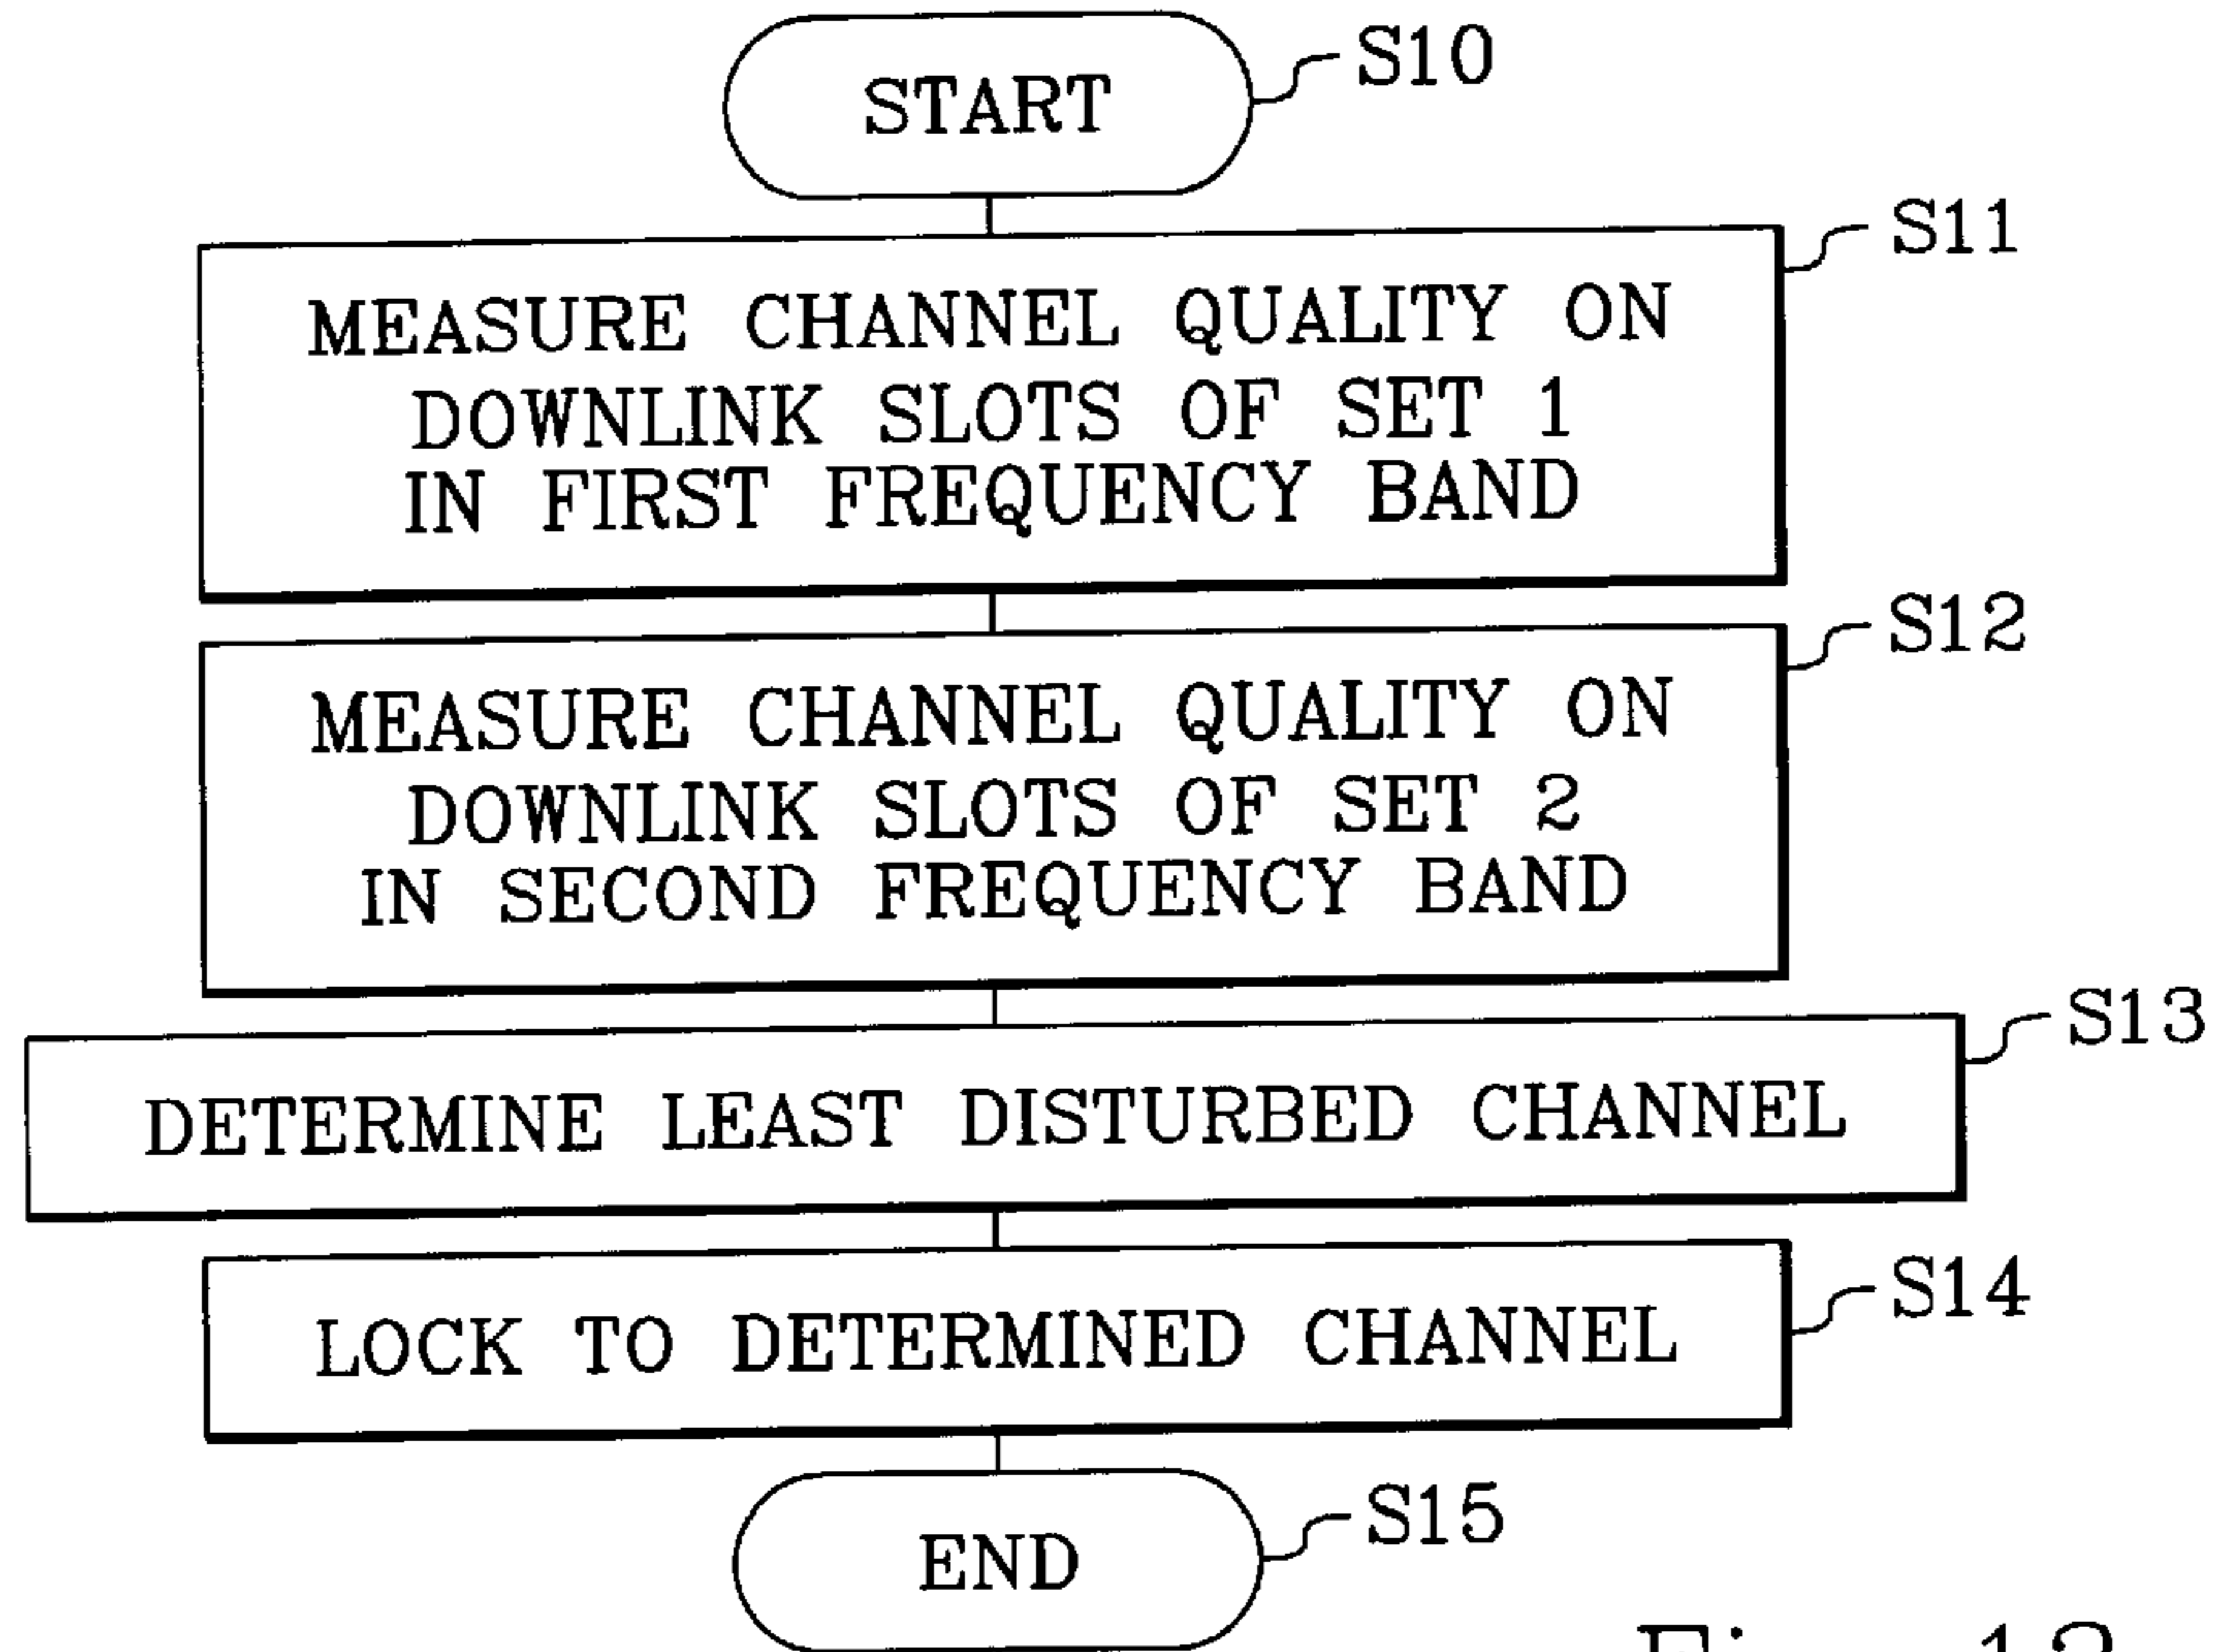 START
S10
MEASURE CHANNEL QUALITY ON
DOWNLINK SLOTS OF SET 1
IN FIRST FREQUENCY BAND
S11
MEASURE CHANNEL QUALITY ON
DOWNLINK SLOTS OF SET 2
IN SECOND FREQUENCY BAND
S12
DETERMINE LEAST DISTURBED CHANNEL
S13
LOCK TO DETERMINED CHANNEL
S14
END
S15